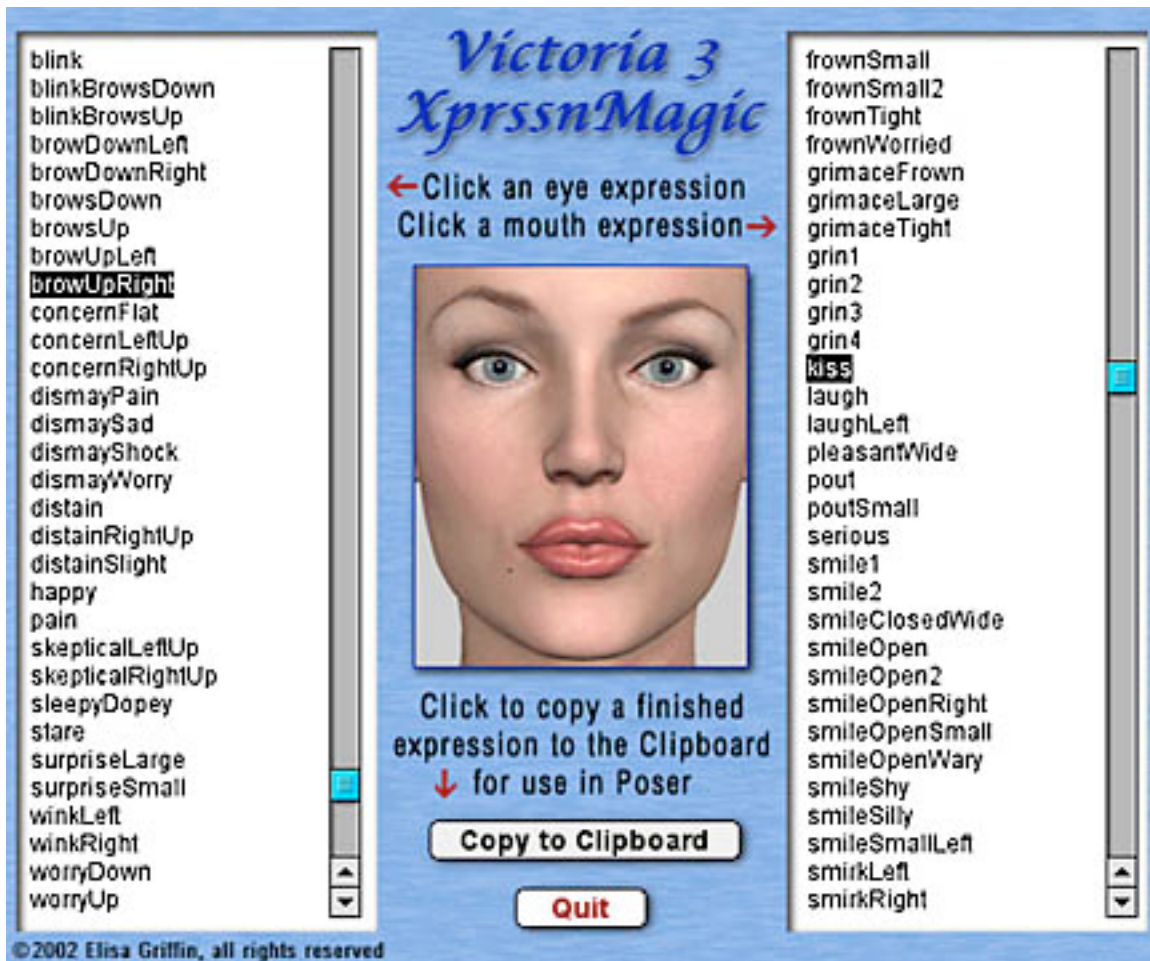 blink
blinkBrowsDown
blinkBrowsUp
browDownLeft
browDownRight
browsDown
browsUp
browUpLeft
browUpRight
concernFlat
concernLeftUp
concernRightUp
dismayPain
dismaySad
dismayShock
dismayWorry
distain
distainRightUp
distainSlight
happy
pain
skepticalLeftUp
skepticalRightUp
sleepyDopey
stare
surpriseLarge
surpriseSmall
winkLeft
winkRight
worryDown
worryUp
Victoria 3
XprssnMagic
←Click an eye expression
Click a mouth expression→
Click to copy a finished
expression to the Clipboard
↓ for use in Poser
Copy to Clipboard
Quit
frownSmall
frownSmall2
frownTight
frownWorried
grimaceFrown
grimaceLarge
grimaceTight
grin1
grin2
grin3
grin4
kiss
laugh
laughLeft
pleasantWide
pout
poutSmall
serious
smile1
smile2
smileClosedWide
smileOpen
smileOpen2
smileOpenRight
smileOpenSmall
smileOpenWary
smileShy
smileSilly
smileSmallLeft
smirkLeft
smirkRight
©2002 Elisa Griffin, all rights reserved